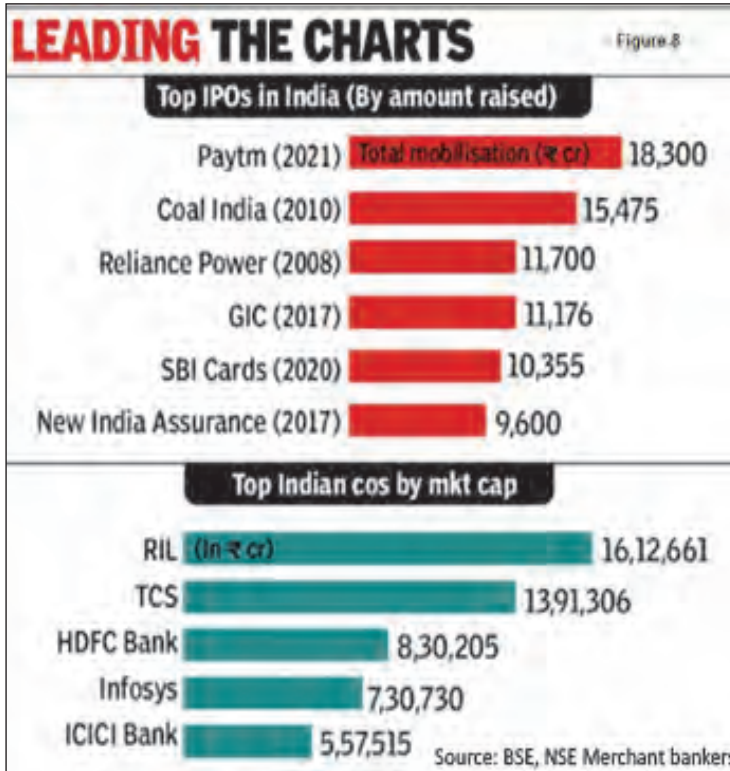 LEADING THE CHARTS
Figure-8
Top IPOs in India (By amount raised)
Paytm (2021) Total mobilisation (₹ cr) 18,300
Coal India (2010) 15,475
Reliance Power (2008) 11,700
GIC (2017) 11,176
SBI Cards (2020) 10,355
New India Assurance (2017) 9,600
Top Indian cos by mkt cap
RIL (In ₹ cr) 16,12,661
TCS 13,91,306
HDFC Bank 8,30,205
Infosys 7,30,730
ICICI Bank 5,57,515
Source: BSE, NSE Merchant bankers